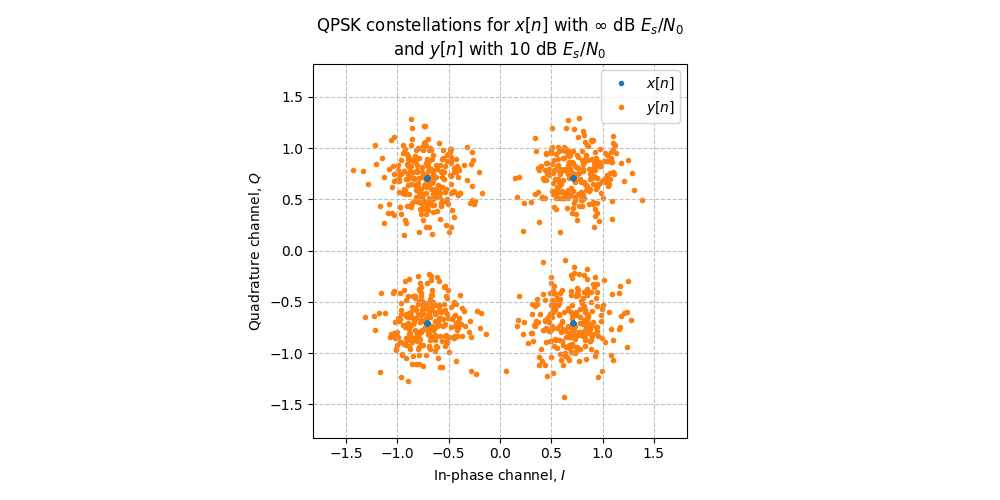 QPSK constellations for x[n] with ∞ dB Es/N0
and y[n] with 10 dB Es/N0
x[n]
y[n]
1.5
1.0
0.5
0.0
−0.5
−1.0
−1.5
Quadrature channel, Q
−1.5 −1.0 −0.5 0.0 0.5 1.0 1.5
In-phase channel, I